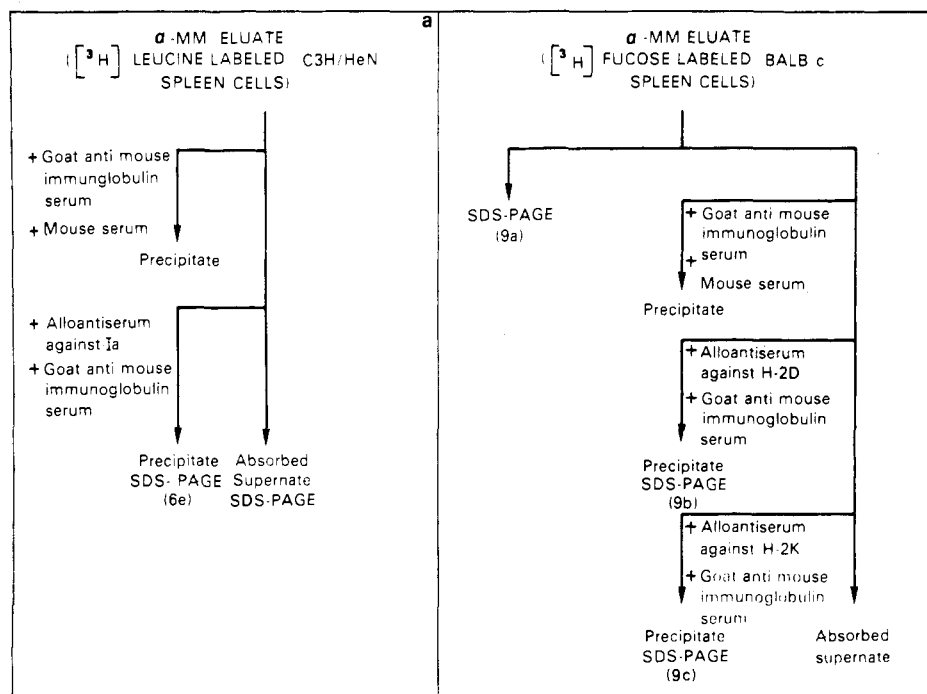 a
α-MM ELUATE
([³H] LEUCINE LABELED C3H/HeN
SPLEEN CELLS)
+ Goat anti mouse
immunglobulin
serum
+ Mouse serum
Precipitate
+ Alloantiserum
against Ia
+ Goat anti mouse
immunoglobulin
serum
Precipitate
SDS- PAGE
(6e)
Absorbed
Supernate
SDS-PAGE
α-MM ELUATE
([³H] FUCOSE LABELED BALB c
SPLEEN CELLS)
SDS-PAGE
(9a)
+ Goat anti mouse
immunoglobulin
serum
+
Mouse serum
Precipitate
+ Alloantiserum
against H-2D
+ Goat anti mouse
immunoglobulin
serum
Precipitate
SDS-PAGE
(9b)
+ Alloantiserum
against H-2K
+ Goat anti mouse
immunoglobulin
serum
Precipitate
SDS-PAGE
(9c)
Absorbed
supernate